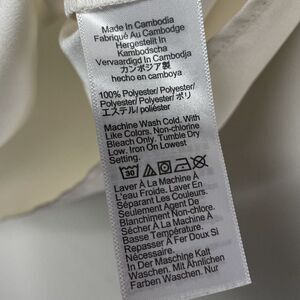 Made In Cambodia
Fabriqué Au Cambodge
Hergestellt In
Kambodscha
Vervaardigd In Cambodja
カンボジア製
hecho en camboya
100% Polyester/Polyester/
Polyester/Polyester/ ポリ
エステル/ poliéster
Machine Wash Cold. With
Like Colors. Non-chlorine
Bleach Only. Tumble Dry
Low. Iron On Lowest
Setting.
30
Laver À La Machine À
L'eau Froide. Laver Les
Couleurs En Séparant.
Seulement Agent De
Blanchiment Non-chloré.
Sécher À La Machine À
Basse Température.
Repasser À Fer Doux Si
Nécessaire.
In Der Maschine Kalt
Waschen. Mit Ähnlichen
Farben Waschen. Nur